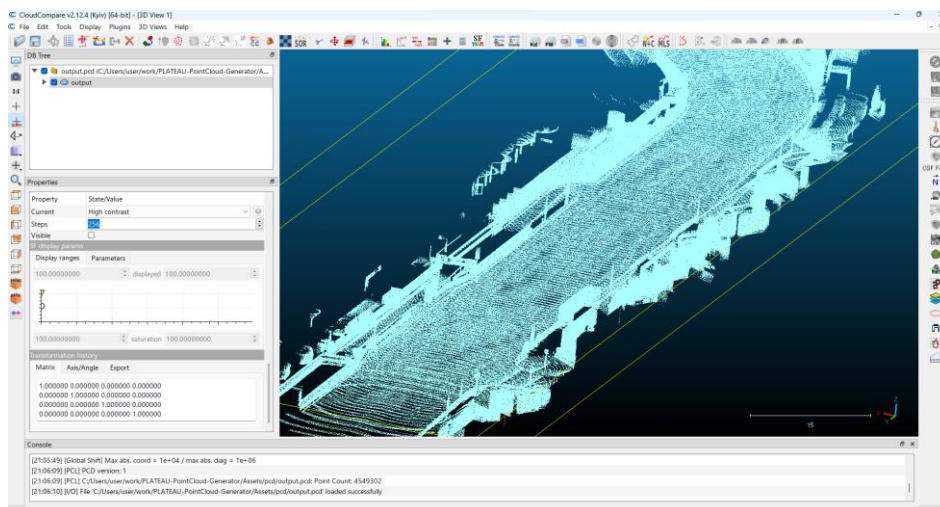 CloudCompare v2.12.4 (Kyiv) [64-bit] - [3D View 1]
File Edit Tools Display Plugins 3D Views Help
SOR
SF
N+C MLS
DB Tree
output.pcd (C:/Users/user/work/PLATEAU-PointCloud-Generator/A...
output
1:1
Properties
Property State/Value
Current High contrast
Steps 256
Visible
SF display params
Display ranges Parameters
100.00000000 displayed 100.00000000
100.00000000 saturation 100.00000000
Transformation history
Matrix Axis/Angle Export
1.000000 0.000000 0.000000 0.000000
0.000000 1.000000 0.000000 0.000000
0.000000 0.000000 1.000000 0.000000
0.000000 0.000000 0.000000 1.000000
15
Console
[21:05:49] [Global Shift] Max abs. coord = 1e+04 / max abs. diag = 1e+06
[21:06:09] [PCL] PCD version: 1
[21:06:09] [PCL] C:/Users/user/work/PLATEAU-PointCloud-Generator/Assets/pcd/output.pcd: Point Count: 4549302
[21:06:10] [I/O] File 'C:/Users/user/work/PLATEAU-PointCloud-Generator/Assets/pcd/output.pcd' loaded successfully